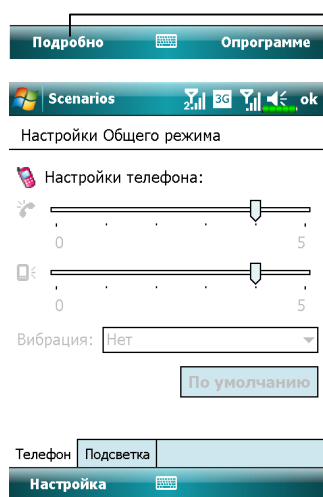 Подробно Опрограмме
Scenarios 2 3G ok
Настройки Общего режима
Настройки телефона:
0 5
0 5
Вибрация: Нет
По умолчанию
Телефон Подсветка
Настройка